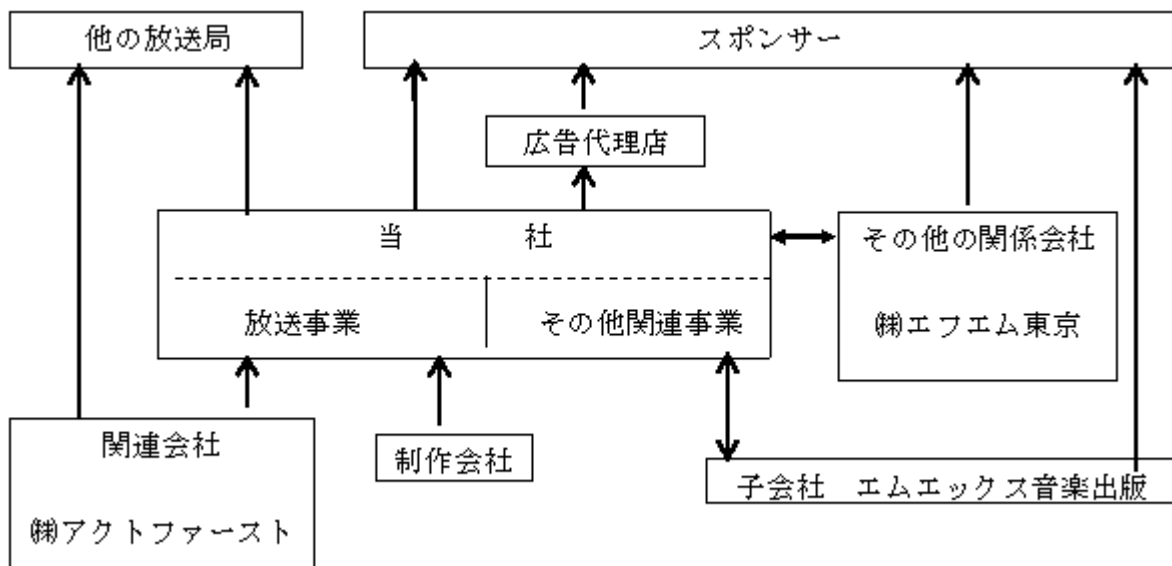 他の放送局
スポンサー
広告代理店
当　社
その他の関係会社
放送事業
その他関連事業
㈱エフエム東京
関連会社
制作会社
子会社　エムエックス音楽出版
㈱アクトファースト